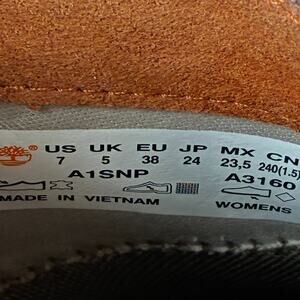 US UK EU JP MX CN
7 5 38 24 23,5 240(1.5)
A1SNP A3160
MADE IN VIETNAM WOMENS